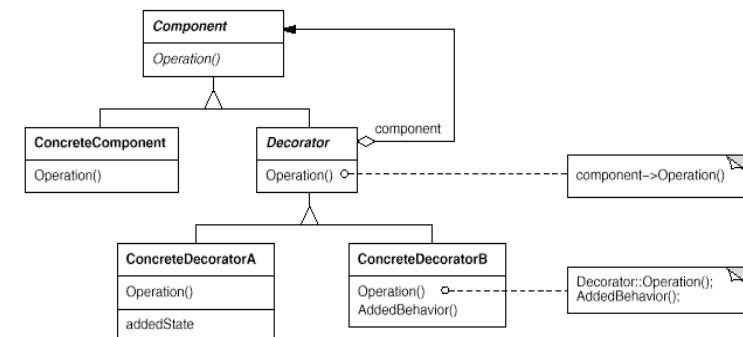 Component
Operation()
component
ConcreteComponent
Operation()
Decorator
Operation()
component->Operation()
ConcreteDecoratorA
Operation()
addedState
ConcreteDecoratorB
Operation()
AddedBehavior()
Decorator::Operation();
AddedBehavior();